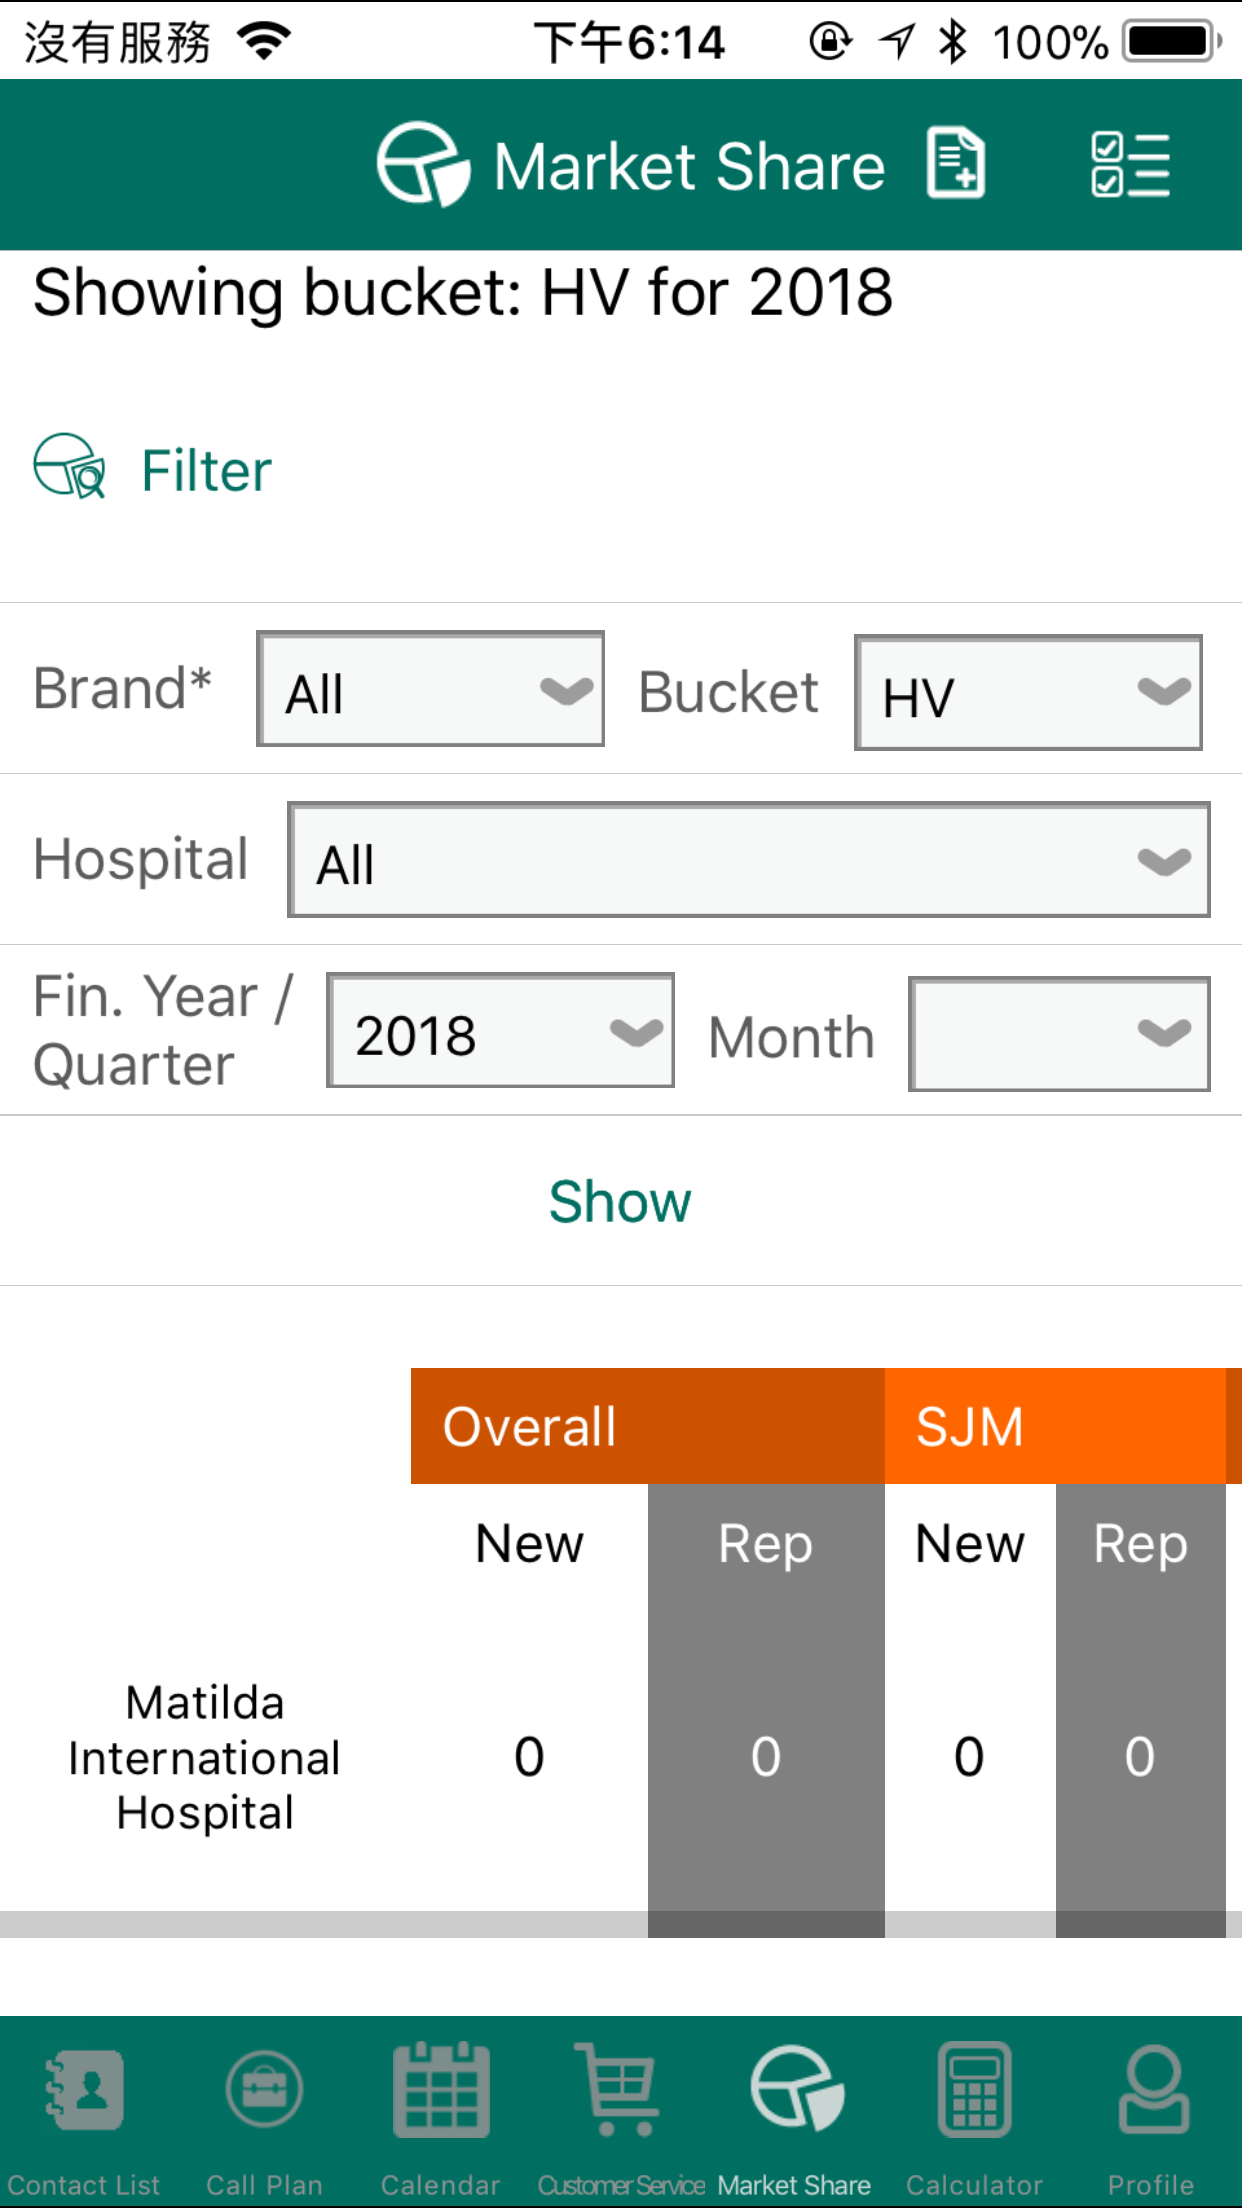 沒有服務 下午6:14 100%
Market Share
Showing bucket: HV for 2018
Filter
Brand* All Bucket HV
Hospital All
Fin. Year /
Quarter 2018 Month
Show
Overall SJM
New Rep New Rep
Matilda
International
Hospital
0 0 0 0
Contact List Call Plan Calendar Customer Service Market Share Calculator Profile